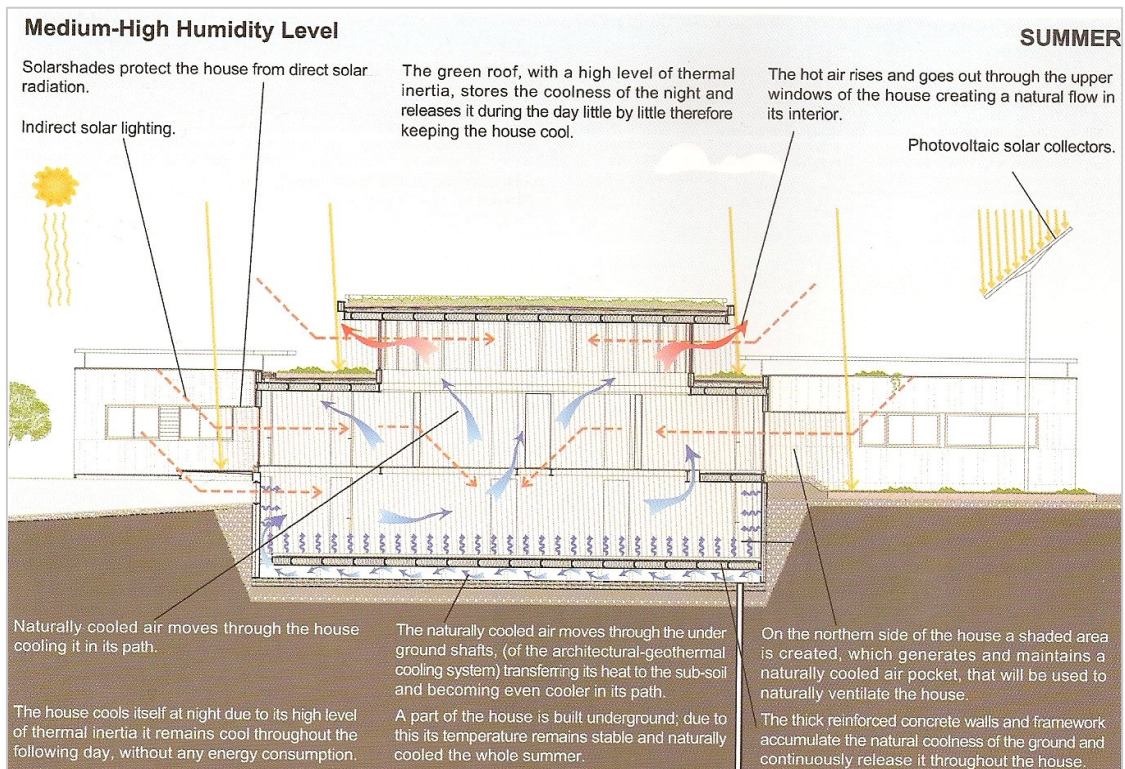 Medium-High Humidity Level
SUMMER
Solarshades protect the house from direct solar
radiation.
Indirect solar lighting.
The green roof, with a high level of thermal
inertia, stores the coolness of the night and
releases it during the day little by little therefore
keeping the house cool.
The hot air rises and goes out through the upper
windows of the house creating a natural flow in
its interior.
Photovoltaic solar collectors.
Naturally cooled air moves through the house
cooling it in its path.
The house cools itself at night due to its high level
of thermal inertia it remains cool throughout the
following day, without any energy consumption.
The naturally cooled air moves through the under
ground shafts, (of the architectural-geothermal
cooling system) transferring its heat to the sub-soil
and becoming even cooler in its path.
A part of the house is built underground; due to
this its temperature remains stable and naturally
cooled the whole summer.
On the northern side of the house a shaded area
is created, which generates and maintains a
naturally cooled air pocket, that will be used to
naturally ventilate the house.
The thick reinforced concrete walls and framework
accumulate the natural coolness of the ground and
continuously release it throughout the house.